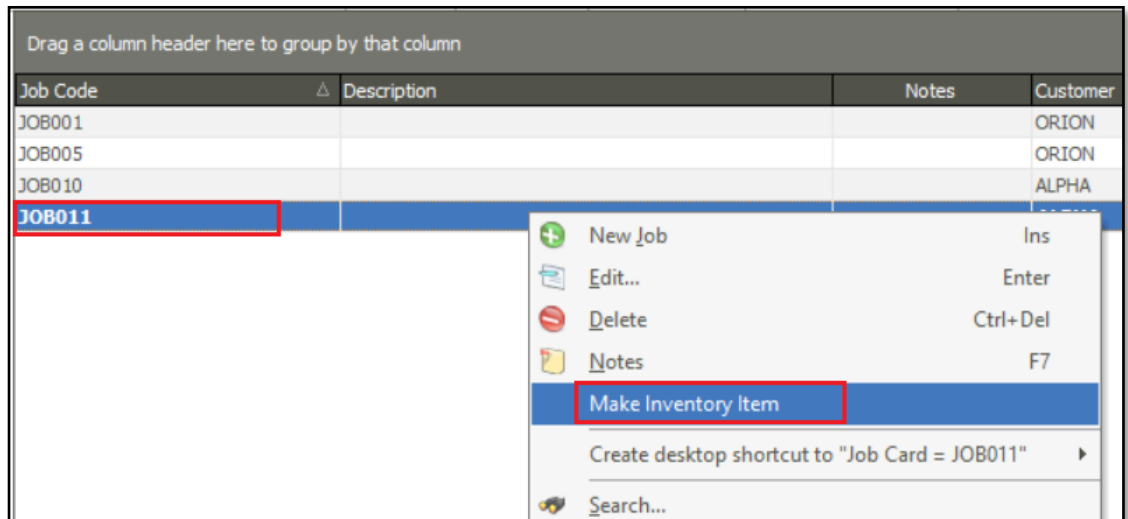 Drag a column header here to group by that column
Job Code Description Notes Customer
JOB001 ORION
JOB005 ORION
JOB010 ALPHA
JOB011
New Job Ins
Edit... Enter
Delete Ctrl+Del
Notes F7
Make Inventory Item
Create desktop shortcut to "Job Card = JOB011"
Search...